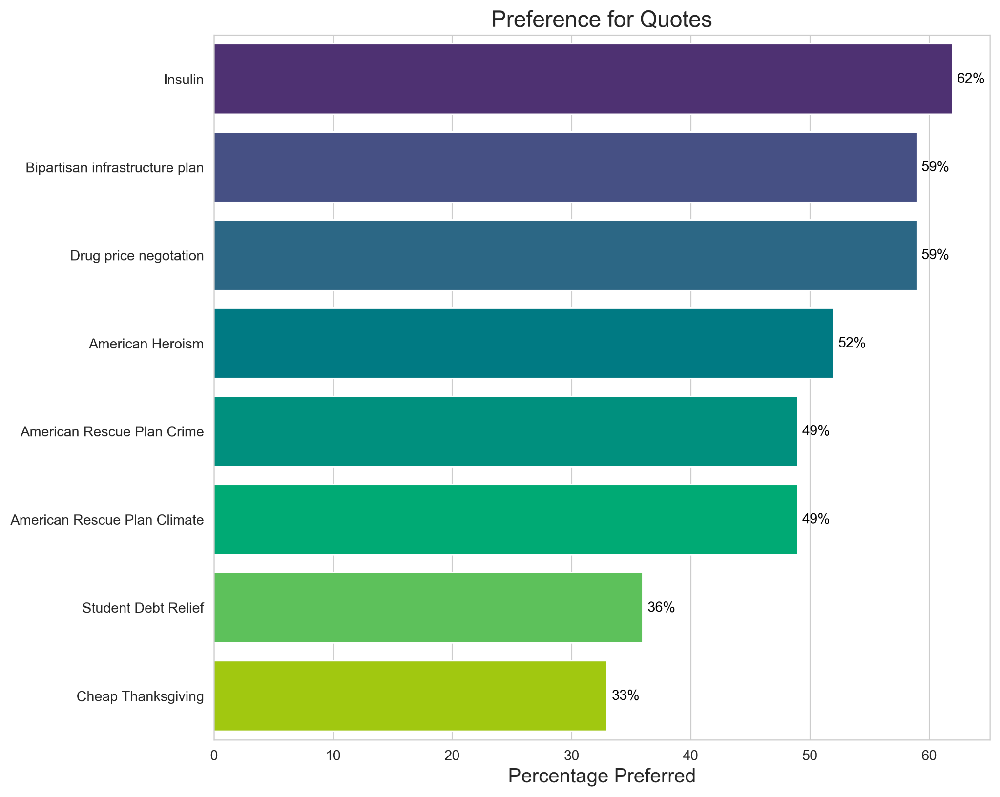 Preference for Quotes
Insulin
62%
Bipartisan infrastructure plan
59%
Drug price negotation
59%
American Heroism
52%
American Rescue Plan Crime
49%
American Rescue Plan Climate
49%
Student Debt Relief
36%
Cheap Thanksgiving
33%
0 10 20 30 40 50 60
Percentage Preferred